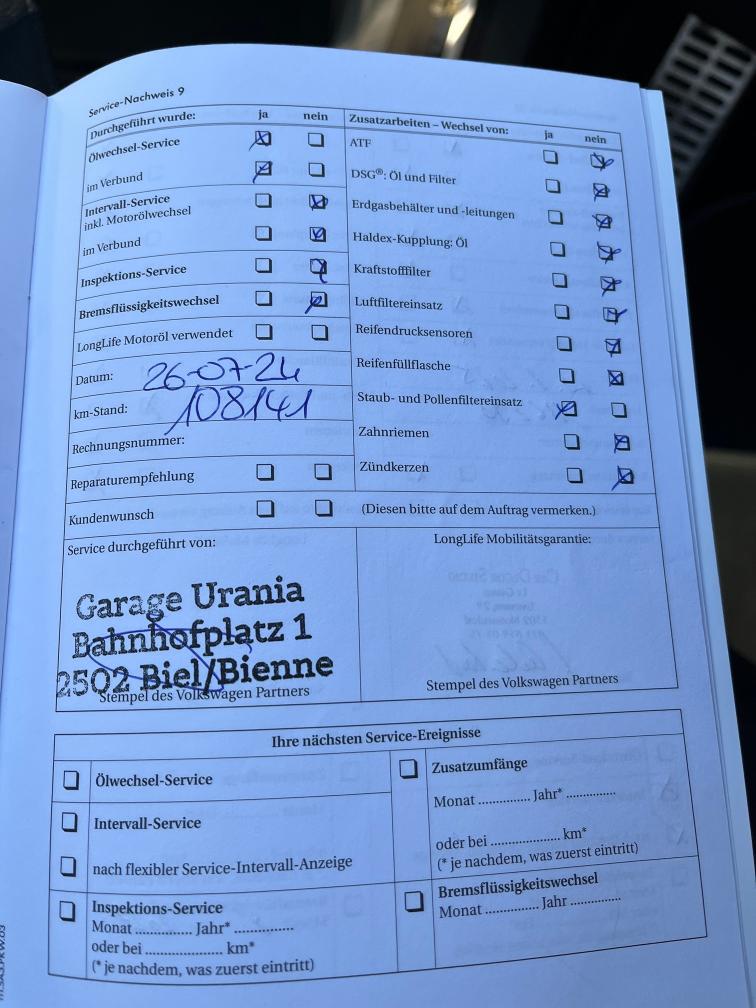 Service-Nachweis 9
Durchgeführt wurde: ja nein
Ölwechsel-Service
im Verbund
Intervall-Service
inkl. Motorölwechsel
im Verbund
Inspektions-Service
Bremsflüssigkeitswechsel
LongLife Motoröl verwendet
Datum: 26-07-24
km-Stand: 108141
Rechnungsnummer:
Reparaturempfehlung
Kundenwunsch
Zusatzarbeiten – Wechsel von: ja nein
ATF
DSG®: Öl und Filter
Erdgasbehälter und -leitungen
Haldex-Kupplung: Öl
Kraftstofffilter
Luftfiltereinsatz
Reifendrucksensoren
Reifenfüllflasche
Staub- und Pollenfiltereinsatz
Zahnriemen
Zündkerzen
(Diesen bitte auf dem Auftrag vermerken.)
Service durchgeführt von:
Garage Urania
Bahnhofplatz 1
2502 Biel/Bienne
Stempel des Volkswagen Partners
LongLife Mobilitätsgarantie:
Stempel des Volkswagen Partners
Ihre nächsten Service-Ereignisse
Ölwechsel-Service
Intervall-Service
nach flexibler Service-Intervall-Anzeige
Inspektions-Service
Monat .............. Jahr* ...............
oder bei ................... km*
(* je nachdem, was zuerst eintritt)
Zusatzumfänge
Monat ............. Jahr* .............
oder bei .................. km*
(* je nachdem, was zuerst eintritt)
Bremsflüssigkeitswechsel
Monat .............. Jahr ..............